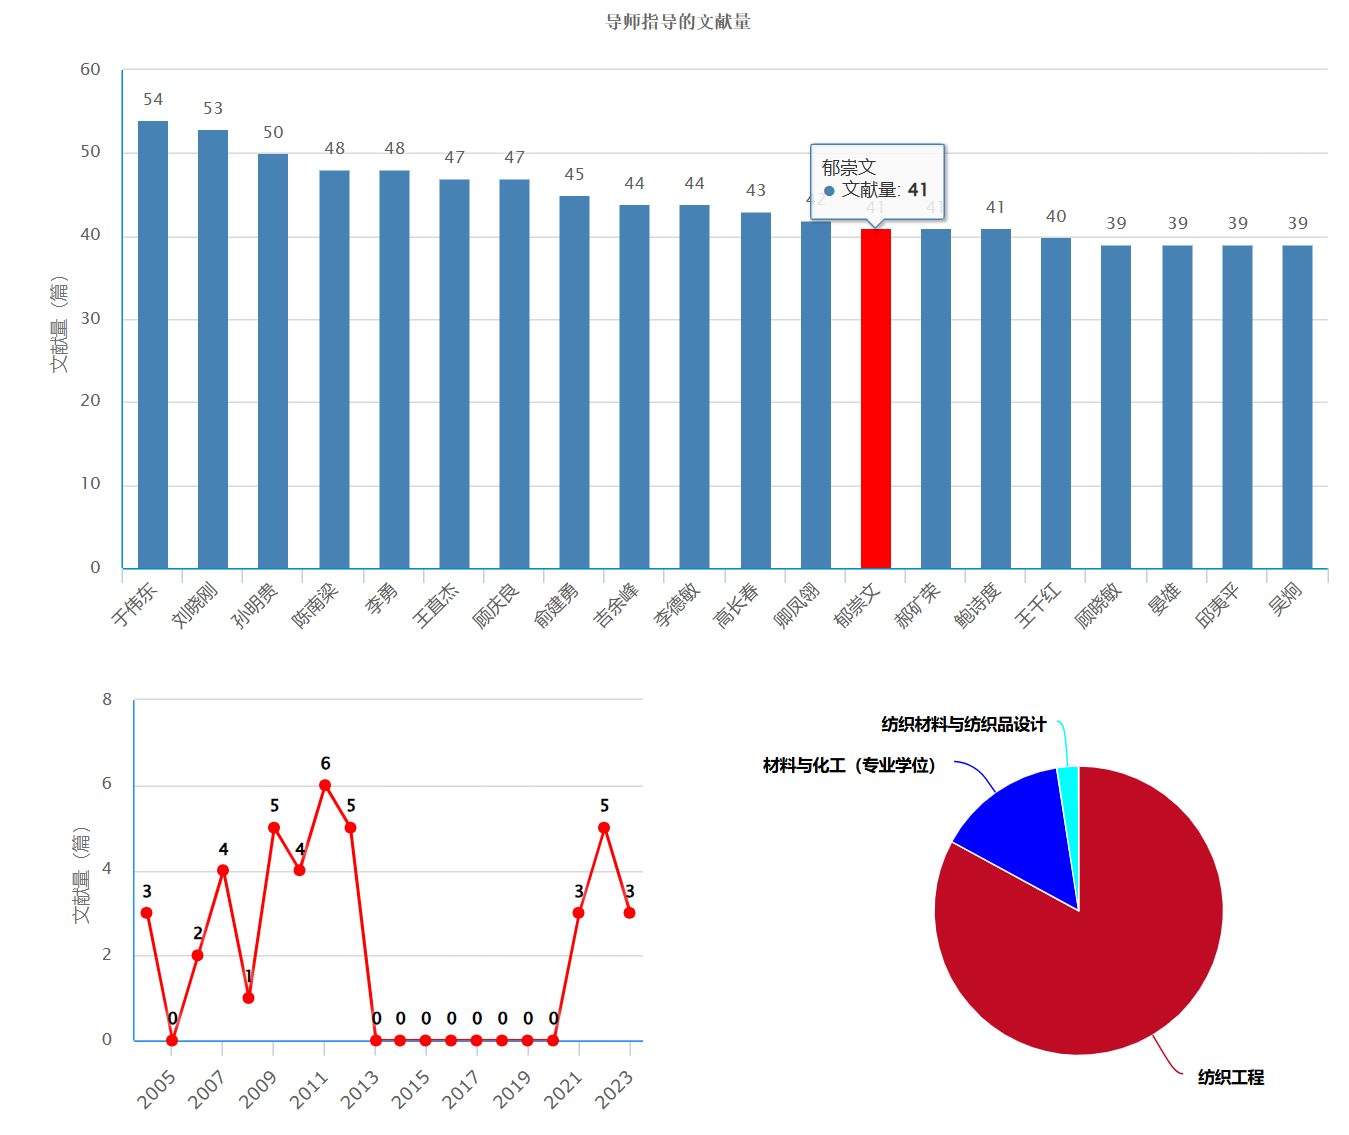 导师指导的文献量
60
50
40
30
20
10
0
文献量（篇）
54
53
50
48
48
47
47
45
44
44
43
42
41
41
41
40
39
39
39
39
郁崇文
文献量: 41
于伟东
刘晓刚
孙明贵
陈南梁
李勇
王直杰
顾庆良
俞建勇
吉余峰
李德敏
高长春
卿凤翎
郁崇文
郝矿荣
鲍诗度
王千红
顾晓敏
晏雄
邱夷平
吴炯
8
6
4
2
0
文献量（篇）
3
0
2
4
1
5
4
6
5
0
0
0
0
0
0
0
0
3
5
3
2005
2007
2009
2011
2013
2015
2017
2019
2021
2023
纺织材料与纺织品设计
材料与化工（专业学位）
纺织工程